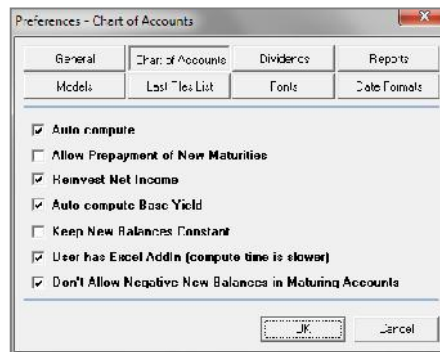 Preferences - Chart of Accounts
General
Chart of Accounts
Dividends
Reports
Models
Last Files List
Fonts
Date Formats
Auto compute
Allow Prepayment of New Maturities
Reinvest Net Income
Auto compute Base Yield
Keep New Balances Constant
User has Excel AddIn (compute time is slower)
Don't Allow Negative New Balances in Maturing Accounts
OK
Cancel